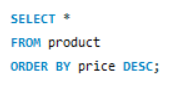 SELECT *
FROM product
ORDER BY price DESC;